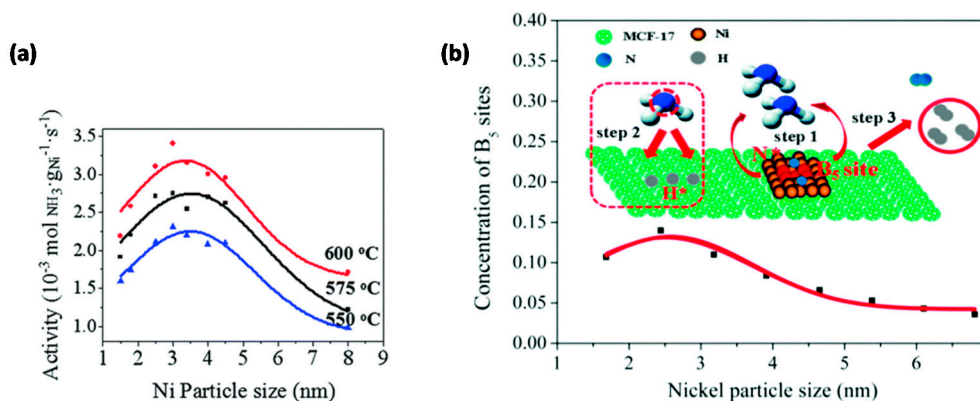 (a)
Activity (10⁻³ mol NH₃·gNi⁻¹·s⁻¹)
3.5
3.0
2.5
2.0
1.5
1.0
600 °C
575 °C
550 °C
1 2 3 4 5 6 7 8 9
Ni Particle size (nm)
(b)
Concentration of B₅ sites
0.40
0.35
0.30
0.25
0.20
0.15
0.10
0.05
0.00
MCF-17
Ni
N
H
step 2
step 1
step 3
N*
B₅ site
H*
1 2 3 4 5 6
Nickel particle size (nm)